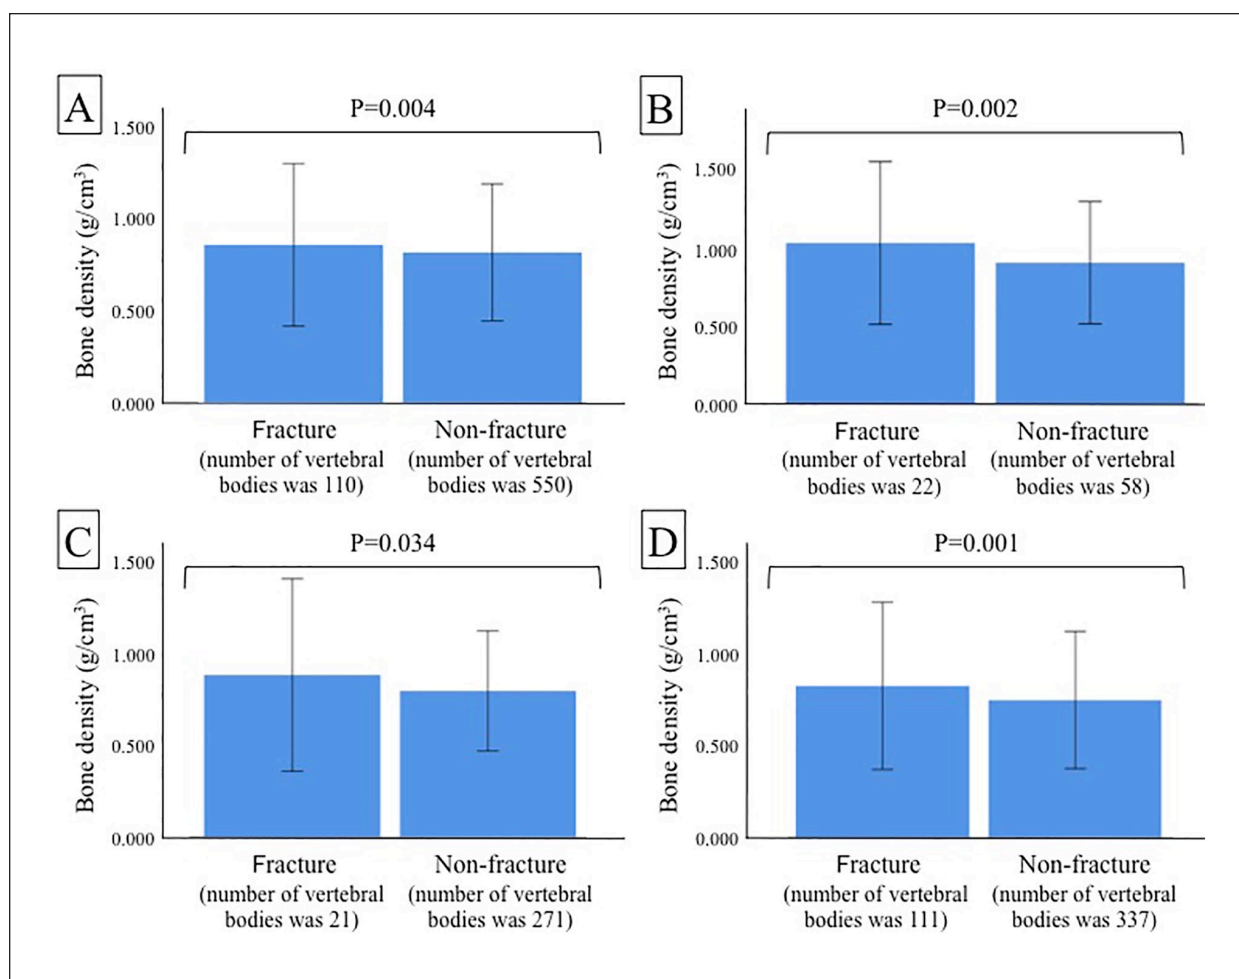 A
P=0.004
Bone density (g/cm³)
1.500
1.000
0.500
0.000
Fracture
(number of vertebral
bodies was 110)
Non-fracture
(number of vertebral
bodies was 550)
B
P=0.002
Bone density (g/cm³)
1.500
1.000
0.500
0.000
Fracture
(number of vertebral
bodies was 22)
Non-fracture
(number of vertebral
bodies was 58)
C
P=0.034
Bone density (g/cm³)
1.500
1.000
0.500
0.000
Fracture
(number of vertebral
bodies was 21)
Non-fracture
(number of vertebral
bodies was 271)
D
P=0.001
Bone density (g/cm³)
1.500
1.000
0.500
0.000
Fracture
(number of vertebral
bodies was 111)
Non-fracture
(number of vertebral
bodies was 337)